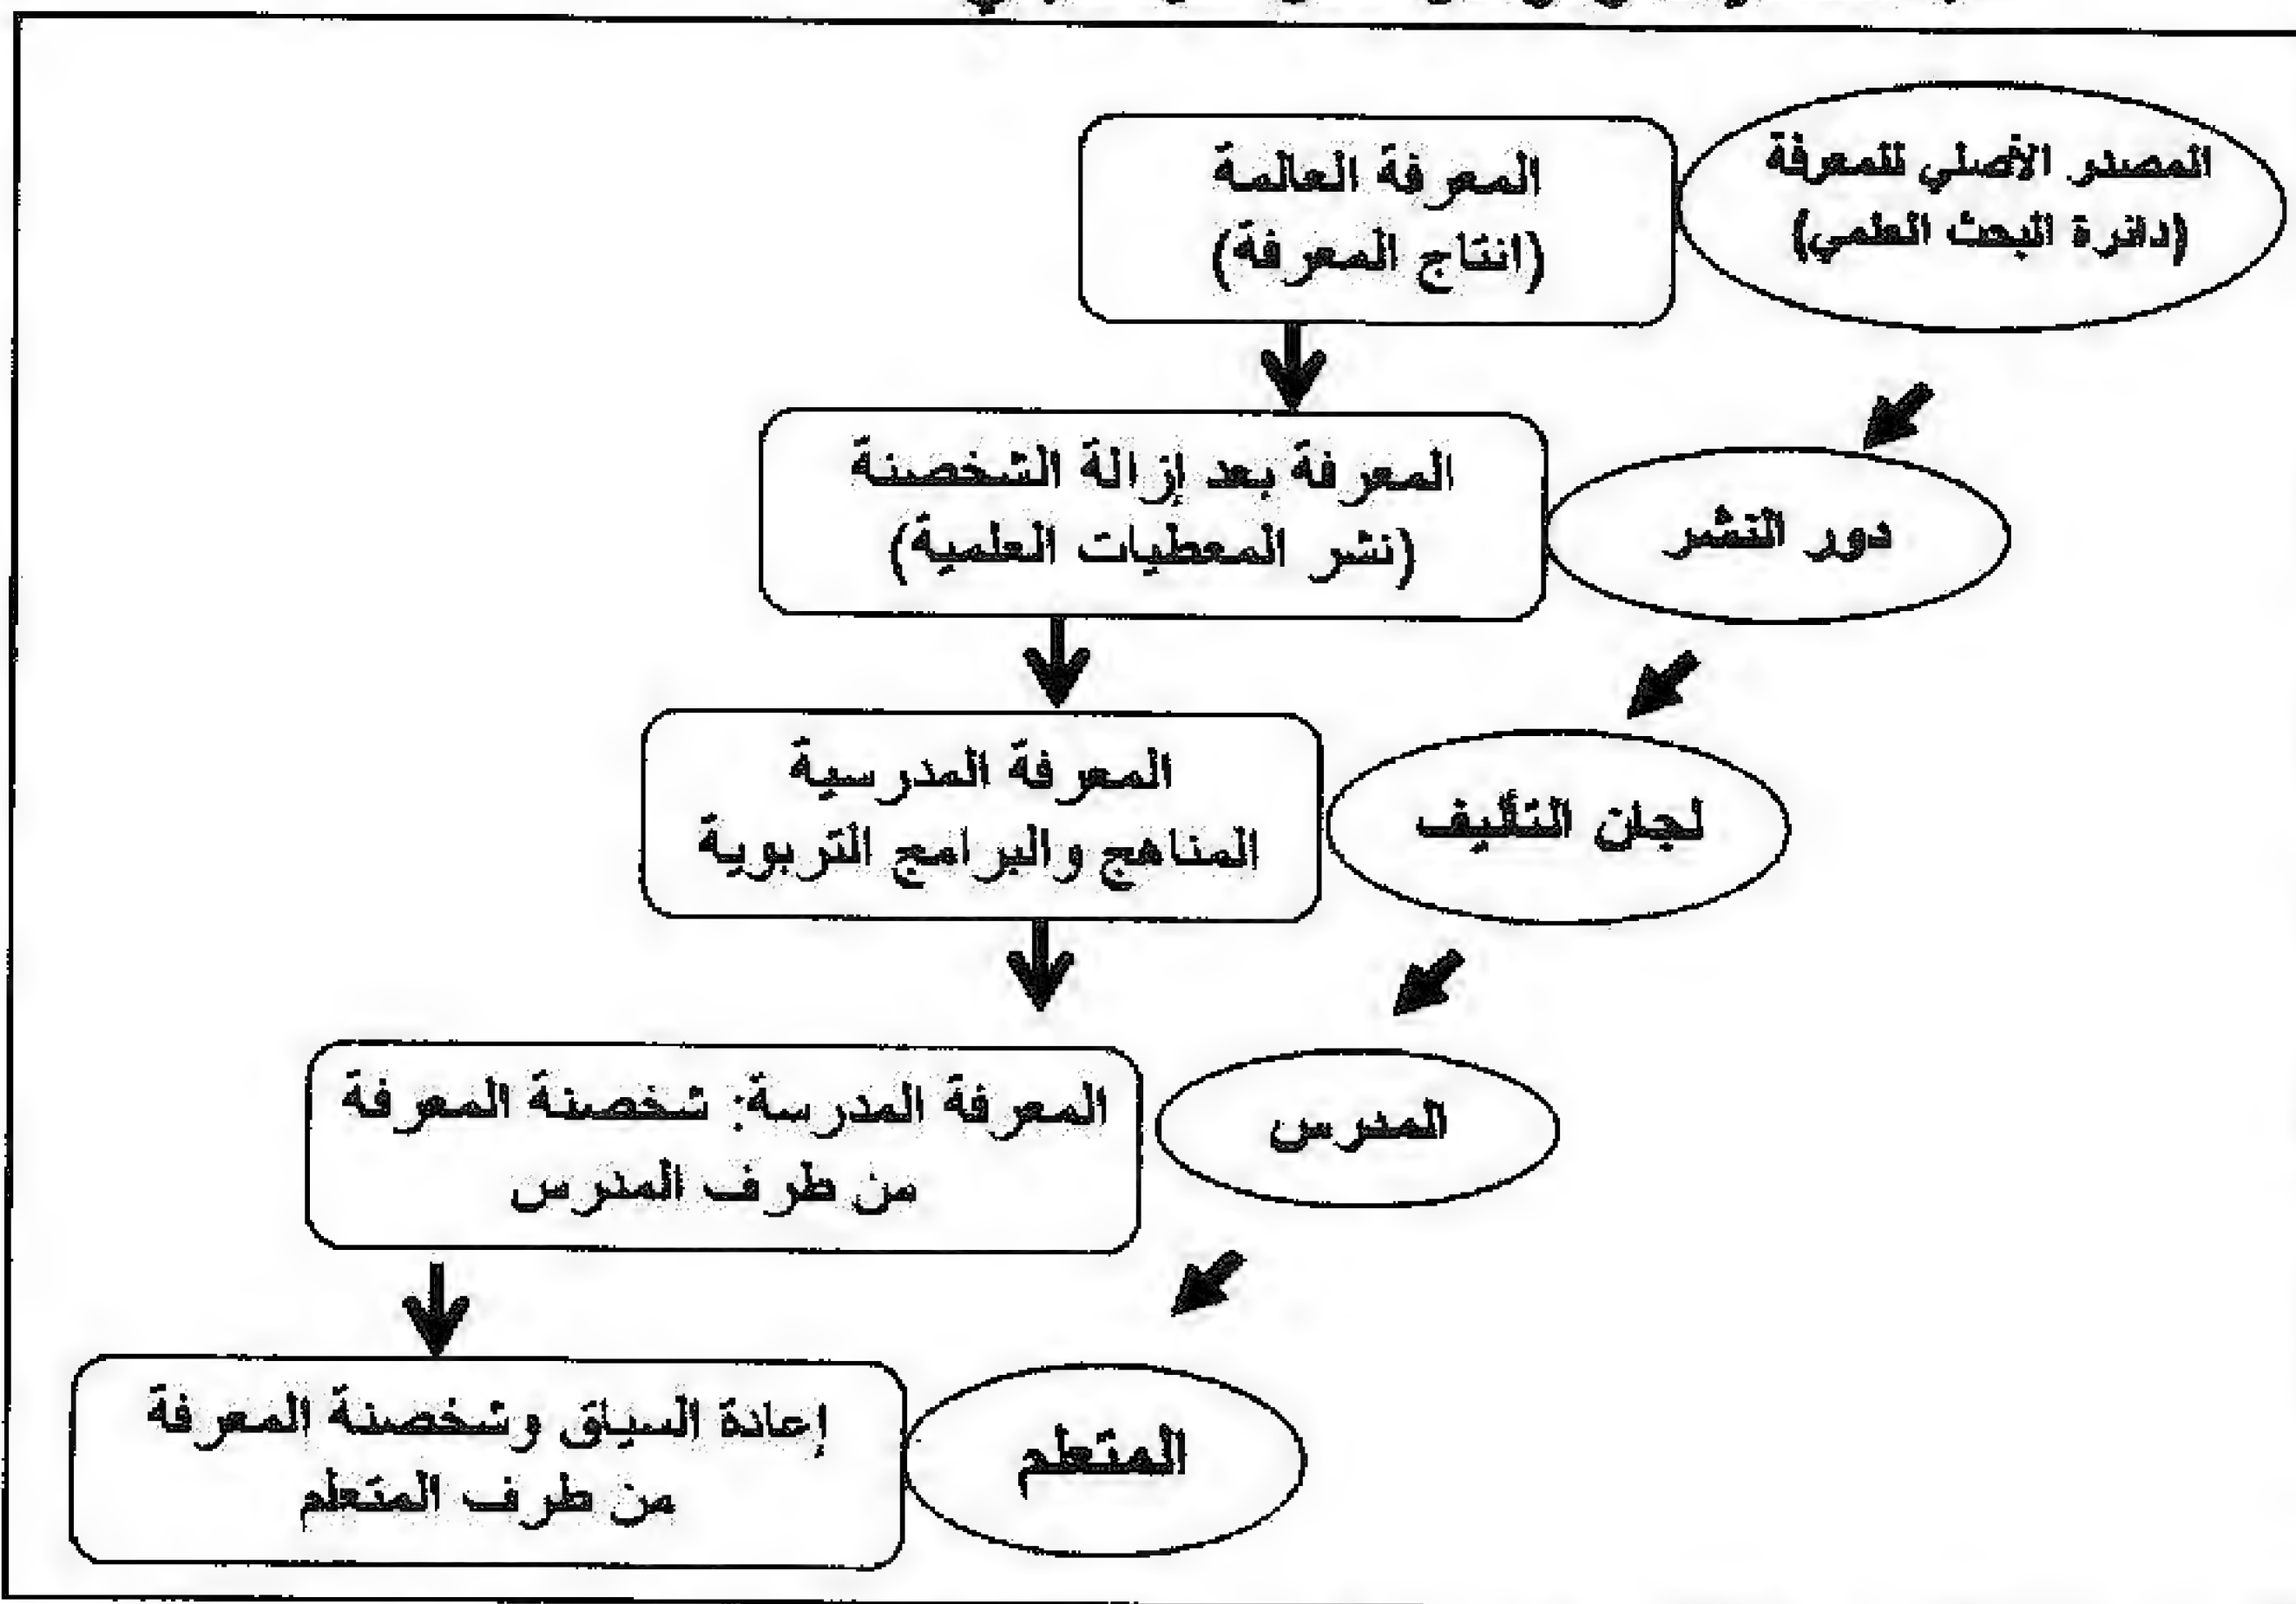 المصدر الأصلي للمعرفة
(دائرة البحث العلمي)
المعرفة العالمة
(انتاج المعرفة)
دور النشر
المعرفة بعد إزالة الشخصنة
(نشر المعطيات العلمية)
لجان التأليف
المعرفة المدرسية
المناهج والبرامج التربوية
المدرس
المعرفة المدرسة: شخصنة المعرفة
من طرف المدرس
المتعلم
إعادة السياق وشخصنة المعرفة
من طرف المتعلم